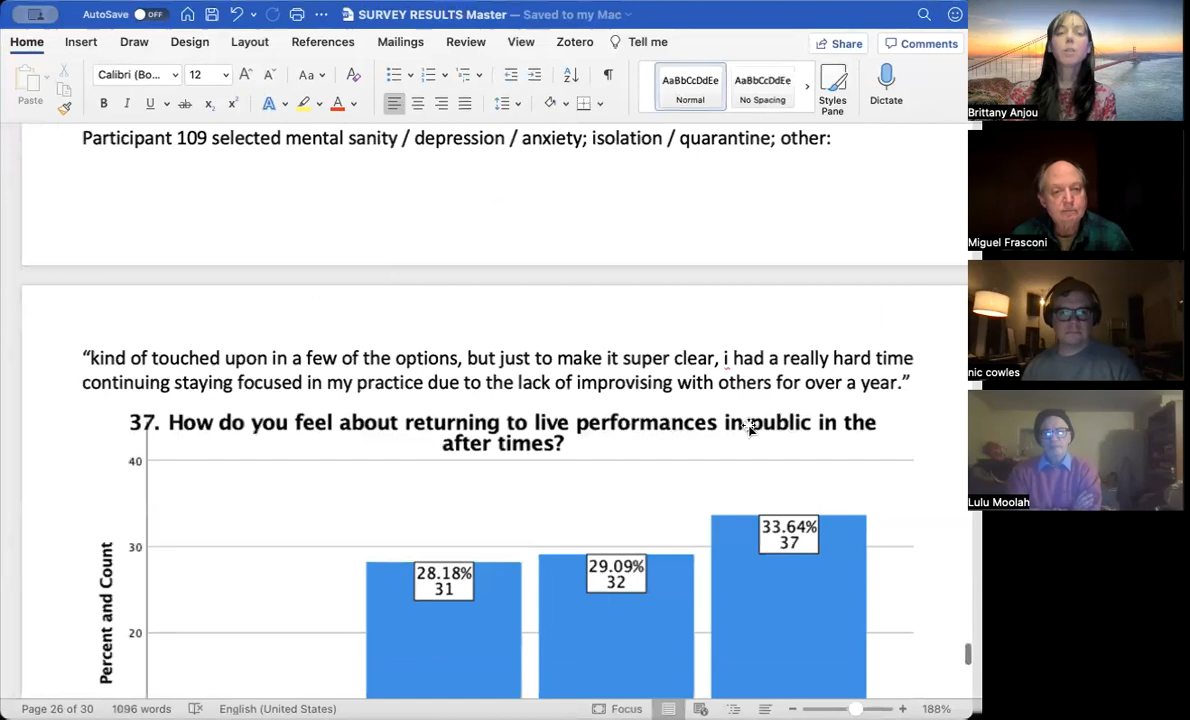 AutoSave OFF SURVEY RESULTS Master — Saved to my Mac
Home Insert Draw Design Layout References Mailings Review View Zotero Tell me Share Comments
Paste Calibri (Bo... 12 A A Aa A AaBbCcDdEe AaBbCcDdEe
B I U ab x₂ x² A A Normal No Spacing Styles Pane Dictate
Participant 109 selected mental sanity / depression / anxiety; isolation / quarantine; other:
“kind of touched upon in a few of the options, but just to make it super clear, i had a really hard time
continuing staying focused in my practice due to the lack of improvising with others for over a year.”
37. How do you feel about returning to live performances in public in the
after times?
40
30
20
Percent and Count
28.18%
31
29.09%
32
33.64%
37
Page 26 of 30 1096 words English (United States) Focus 188%
Brittany Anjou
Miguel Frasconi
nic cowles
Lulu Moolah